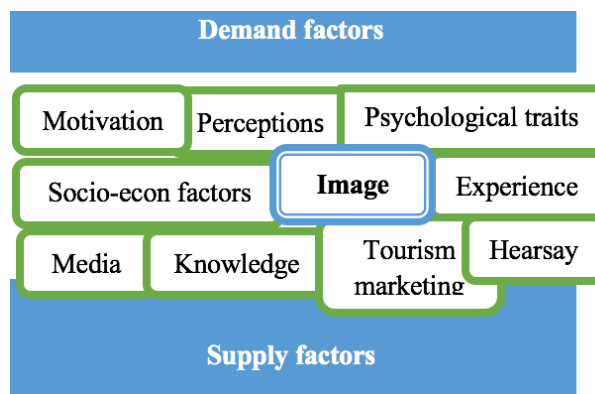 Demand factors
Motivation
Perceptions
Psychological traits
Socio-econ factors
Image
Experience
Media
Knowledge
Tourism
marketing
Hearsay
Supply factors